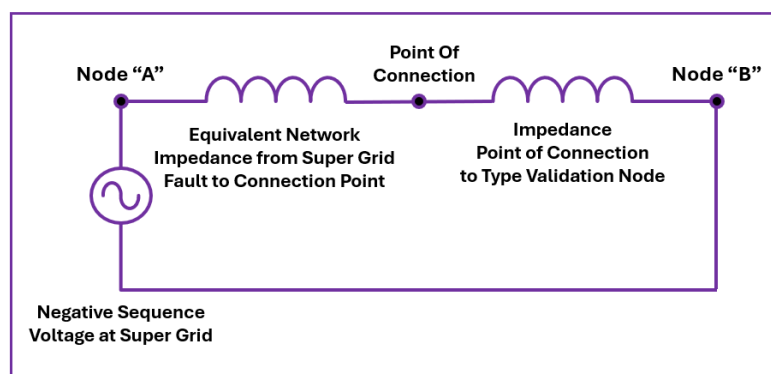 Point Of
Connection
Node “A”
Node “B”
Equivalent Network
Impedance from Super Grid
Fault to Connection Point
Impedance
Point of Connection
to Type Validation Node
Negative Sequence
Voltage at Super Grid